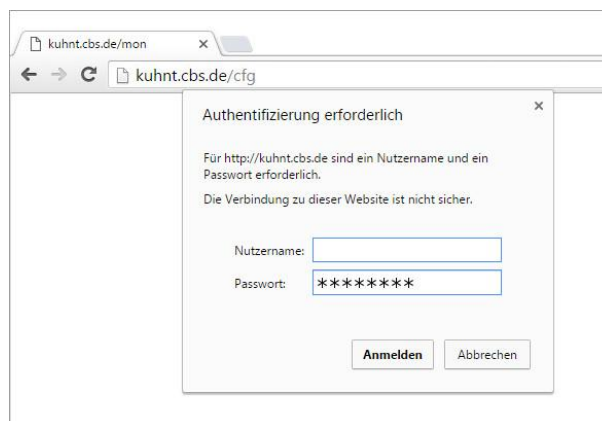 kuhnt.cbs.de/mon
kuhnt.cbs.de/cfg
Authentifizierung erforderlich
Für http://kuhnt.cbs.de sind ein Nutzername und ein
Passwort erforderlich.
Die Verbindung zu dieser Website ist nicht sicher.
Nutzername:
Passwort: ********
Anmelden Abbrechen